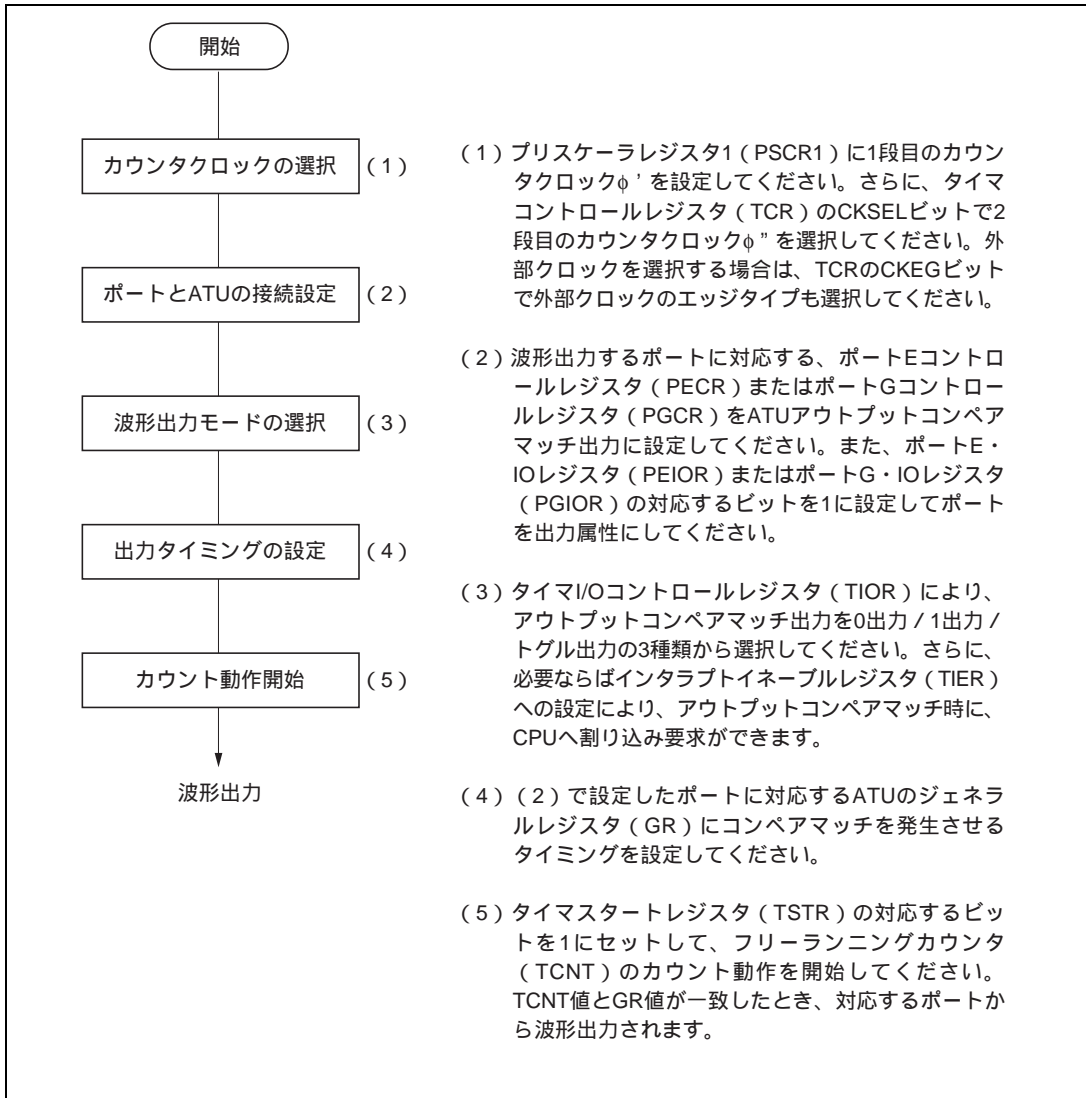 開始
カウンタクロックの選択 (1)
ポートとATUの接続設定 (2)
波形出力モードの選択 (3)
出力タイミングの設定 (4)
カウント動作開始 (5)
波形出力
(1)プリスケーラレジスタ1(PSCR1)に1段目のカウン
タクロックφ'を設定してください。さらに、タイマ
コントロールレジスタ(TCR)のCKSELビットで2
段目のカウンタクロックφ"を選択してください。外
部クロックを選択する場合は、TCRのCKEGビット
で外部クロックのエッジタイプも選択してください。
(2)波形出力するポートに対応する、ポートEコントロ
ールレジスタ(PECR)またはポートGコントロー
ルレジスタ(PGCR)をATUアウトプットコンペア
マッチ出力に設定してください。また、ポートE・
IOレジスタ(PEIOR)またはポートG・IOレジスタ
(PGIOR)の対応するビットを1に設定してポート
を出力属性にしてください。
(3)タイマI/Oコントロールレジスタ(TIOR)により、
アウトプットコンペアマッチ出力を0出力/1出力/
トグル出力の3種類から選択してください。さらに、
必要ならばインタラプトイネーブルレジスタ(TIER)
への設定により、アウトプットコンペアマッチ時に、
CPUへ割り込み要求ができます。
(4)(2)で設定したポートに対応するATUのジェネラ
ルレジスタ(GR)にコンペアマッチを発生させる
タイミングを設定してください。
(5)タイマスタートレジスタ(TSTR)の対応するビッ
トを1にセットして、フリーランニングカウンタ
(TCNT)のカウント動作を開始してください。
TCNT値とGR値が一致したとき、対応するポートか
ら波形出力されます。